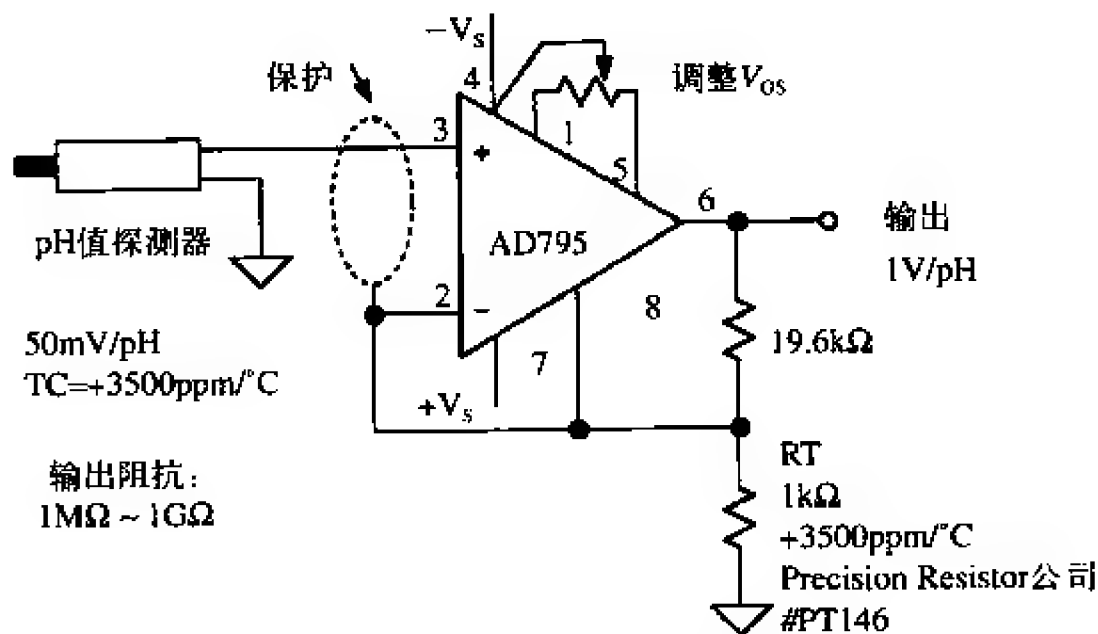 −Vs
保护
4
调整Vos
3
+
1
5
6
输出
1V/pH
pH值探测器
AD795
2
−
8
7
19.6kΩ
50mV/pH
TC=+3500ppm/°C
+Vs
输出阻抗:
1MΩ ~ 1GΩ
RT
1kΩ
+3500ppm/°C
Precision Resistor公司
#PT146